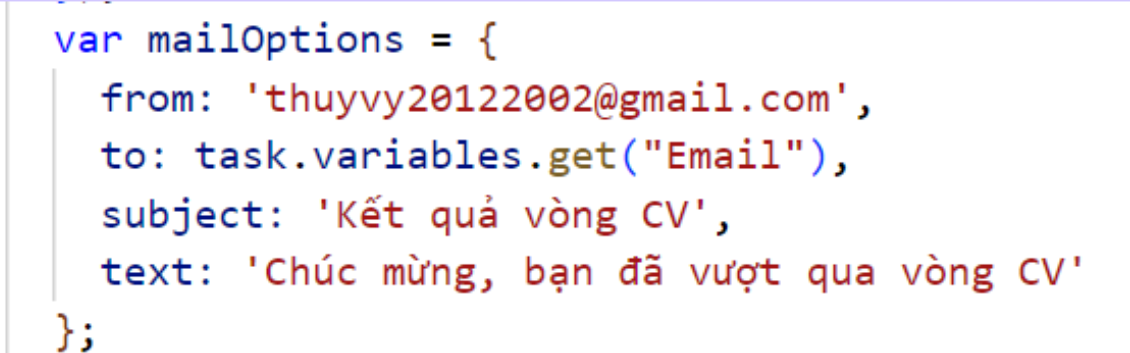 var mailOptions = {
from: 'thuyvy20122002@gmail.com',
to: task.variables.get("Email"),
subject: 'Kết quả vòng CV',
text: 'Chúc mừng, bạn đã vượt qua vòng CV'
};